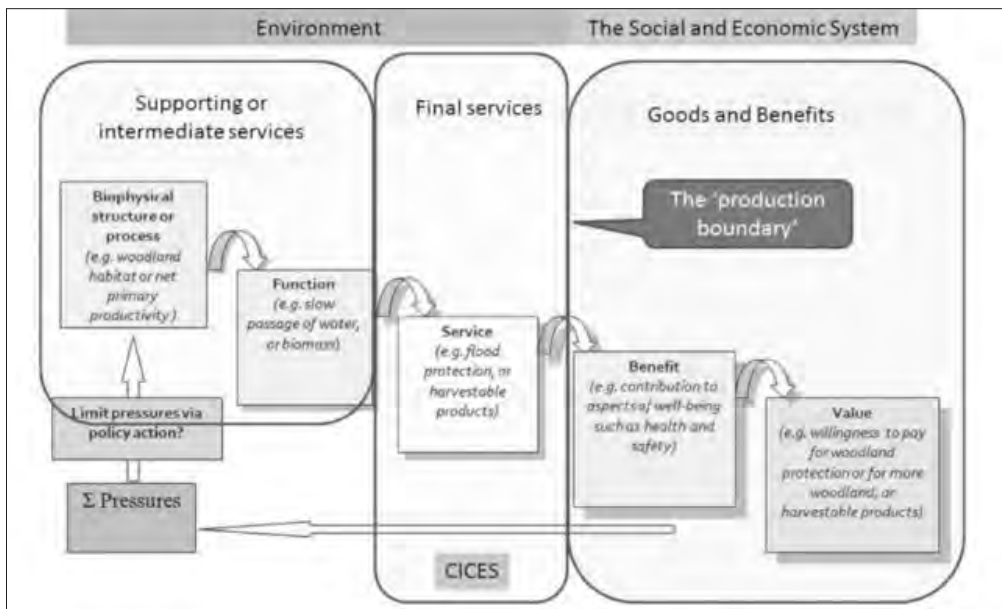 Environment
The Social and Economic System
Supporting or
intermediate services
Final services
Goods and Benefits
Biophysical
structure or
process
(e.g. woodland
habitat or net
primary
productivity)
Function
(e.g. slow
passage of water,
or biomass)
Service
(e.g. flood
protection, or
harvestable
products)
The ‘production
boundary’
Benefit
(e.g. contribution to
aspects of well-being
such as health and
safety)
Value
(e.g. willingness to pay
for woodland
protection or for more
woodland, or
harvestable products)
Limit pressures via
policy action?
Σ Pressures
CICES